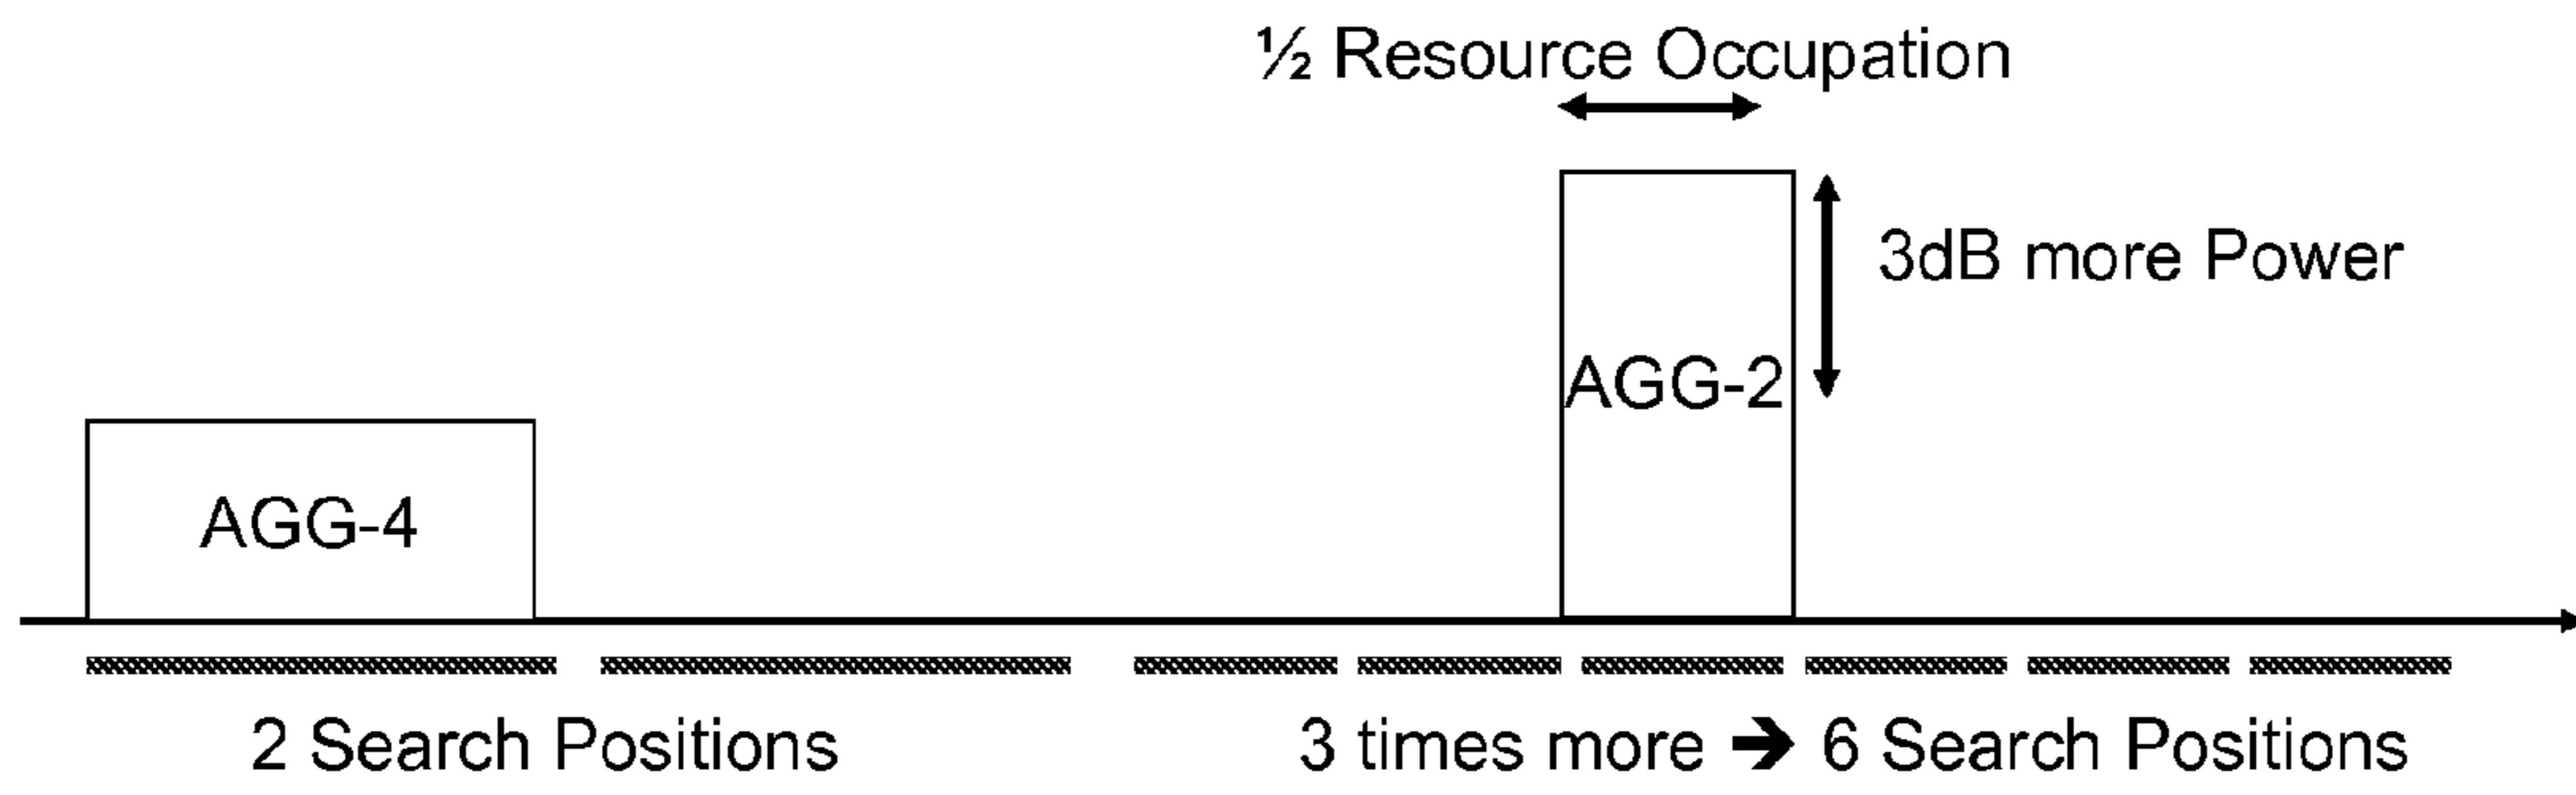 ½ Resource Occupation
3dB more Power
AGG-2
AGG-4
2 Search Positions
3 times more ➔ 6 Search Positions